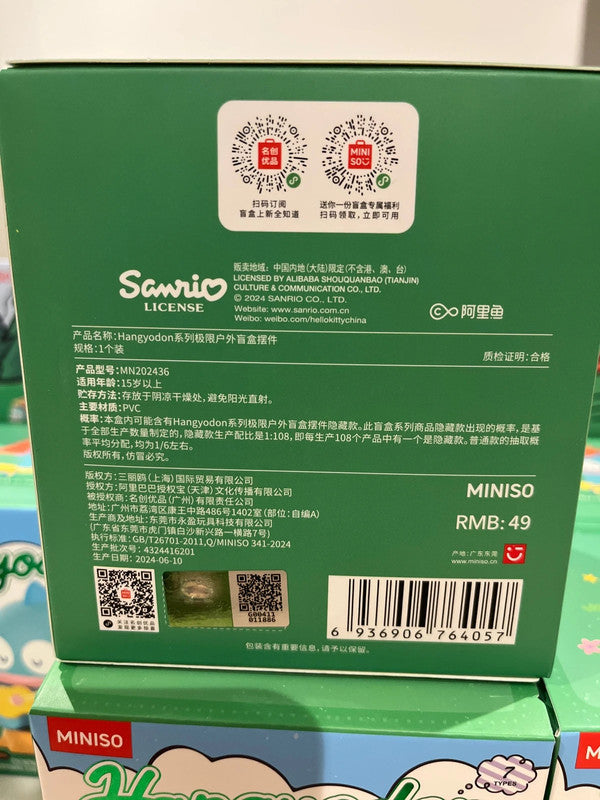 名创优品
MINISO
扫码订阅
盲盒上新全知道
送你一份盲盒专属福利
扫码领取，立即可用
Sanrio
LICENSE
贩卖地域：中国内地（大陆）限定（不含港、澳、台）
LICENSED BY ALIBABA SHOUQUANBAO (TIANJIN)
CULTURE & COMMUNICATION CO., LTD.
© 2024 SANRIO CO., LTD.
Website: www.sanrio.com.cn
Weibo: weibo.com/hellokittychina
阿里鱼
产品名称：Hangyodon系列极限户外盲盒摆件
规格：1个装
质检证明：合格
产品型号：MN202436
适用年龄：15岁以上
贮存方法：存放于阴凉干燥处，避免阳光直射。
主要材质：PVC
概率：本盒内可能含有Hangyodon系列极限户外盲盒摆件隐藏款。此盲盒系列商品隐藏款出现的概率，是基
于全部生产数量制定的，隐藏款生产配比是1:108，即每生产108个产品中有一个是隐藏款。普通款的抽取概
率平均分配，均为1/6左右。
版权所有，仿冒必究。
版权方：三丽鸥（上海）国际贸易有限公司
授权方：阿里巴巴授权宝（天津）文化传播有限公司
被授权商：名创优品（广州）有限责任公司
地址：广州市荔湾区康王中路486号1402室（部位：自编A）
生产商及地址：东莞市永盈玩具科技有限公司
（广东省东莞市虎门镇白沙新兴路一横路7号）
执行标准：GB/T26701-2011,Q/MINISO 341-2024
生产批次号：4324416201
生产日期：2024-06-10
MINISO
RMB: 49
产地：广东东莞
www.miniso.cn
关注名创优品
发现更多惊喜
600411
011886
6 936906 764057
包装含有重要信息，请予以保留。
MINISO
Hangyodon
7
TYPES
M
yo